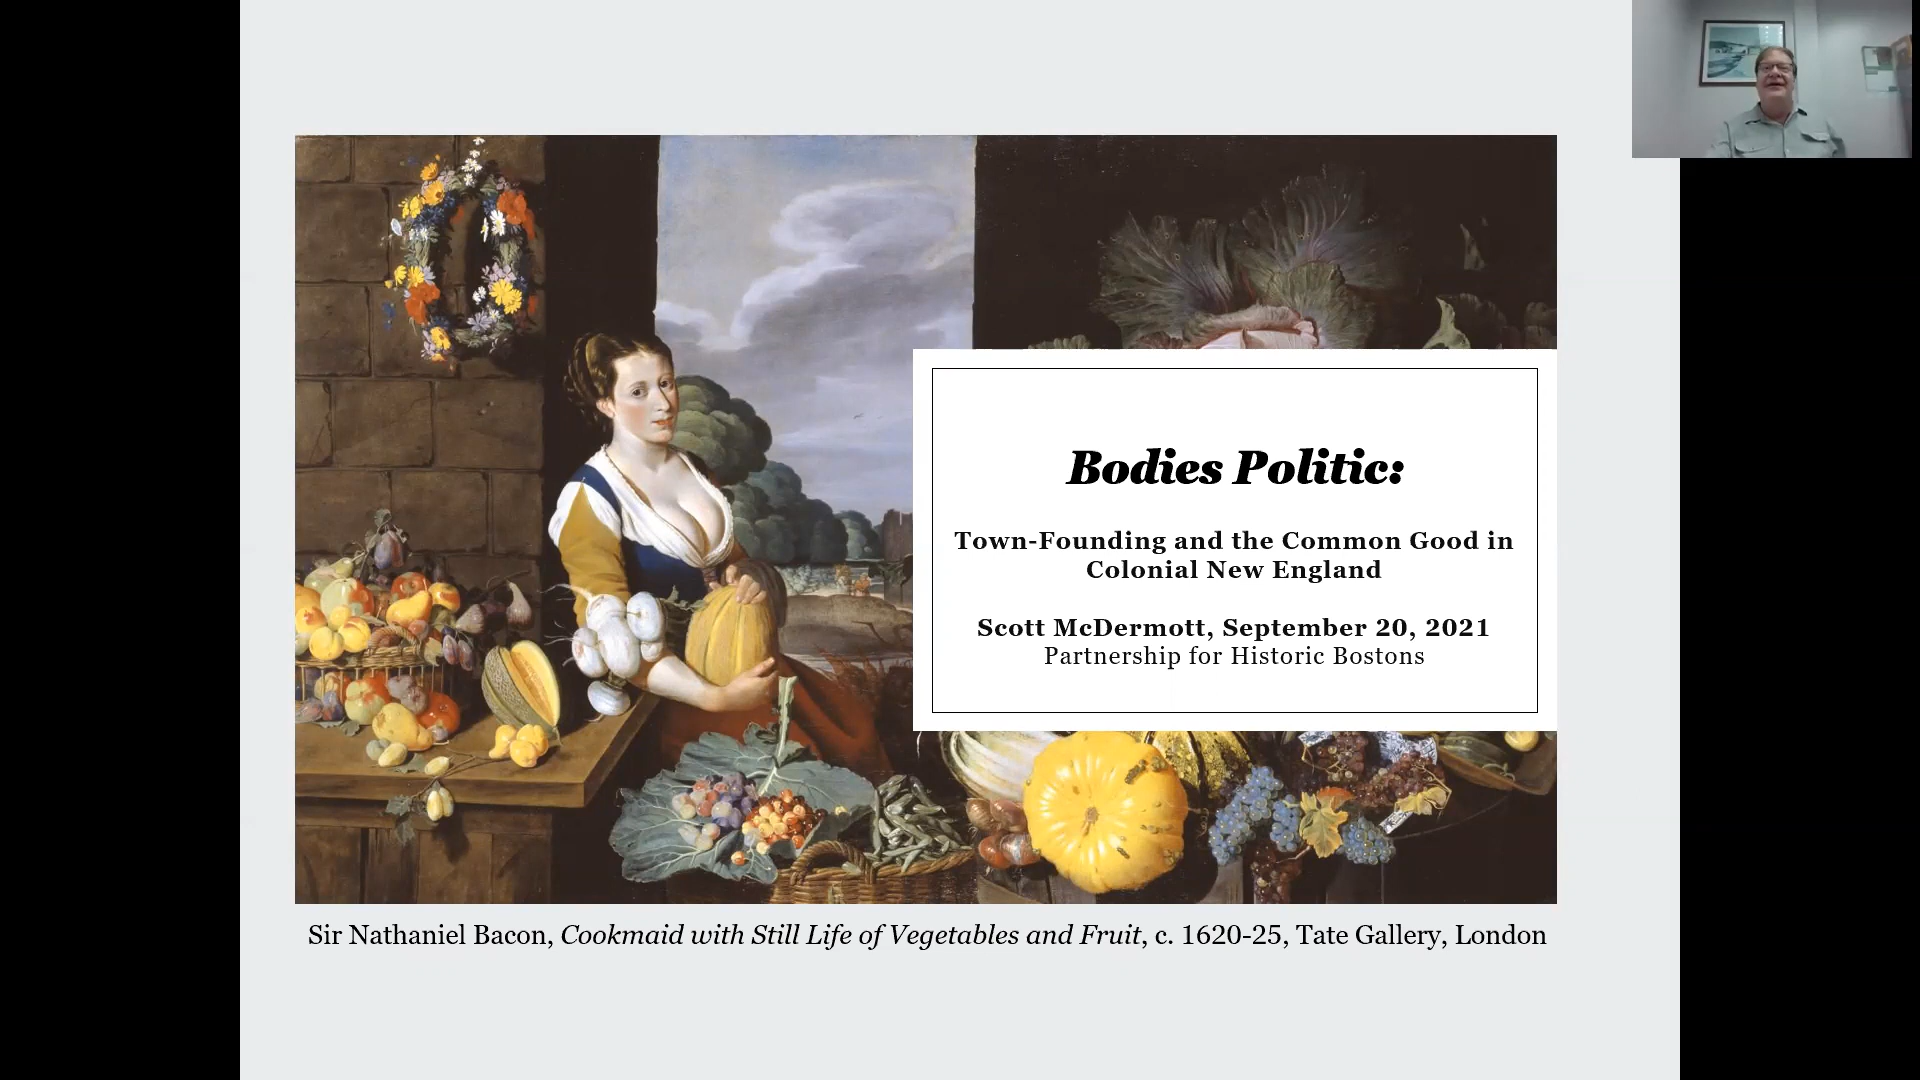 Bodies Politic:
Town-Founding and the Common Good in
Colonial New England
Scott McDermott, September 20, 2021
Partnership for Historic Bostons
Sir Nathaniel Bacon, Cookmaid with Still Life of Vegetables and Fruit, c. 1620-25, Tate Gallery, London